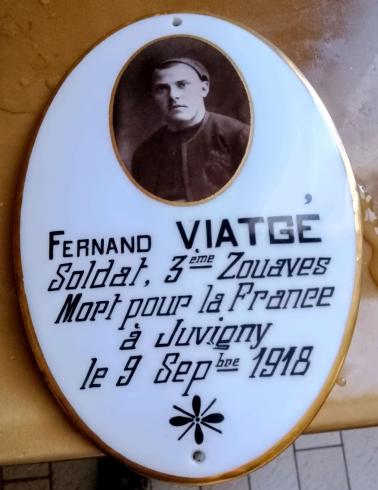 FERNAND VIATGÉ
Soldat, 3ème Zouaves
Mort pour la France
à Juvigny
le 9 Sepbre 1918